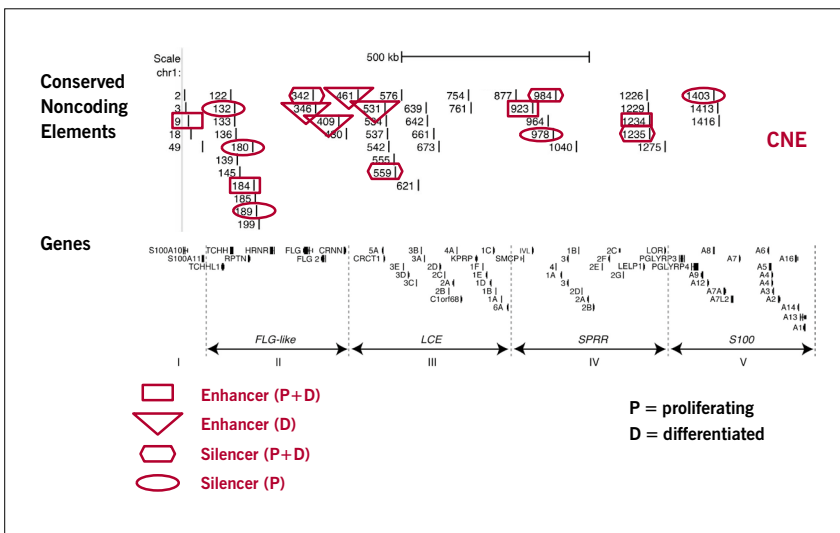 500 kb
Scale
chr1:
Conserved
Noncoding
Elements
2 122 342 461 576 754 877 984 1226 1403
3 132 346 531 639 761 923 1229 1413
9 133 409 534 642 964 1234 1416
18 136 537 661 978 1235
49 180 542 673 1040 1275
CNE
139 555
145 559
184 621
185
189
199
Genes
S100A10 TCHH HRNR FLG CRNN 5A 3B 4A 1C IVL 1B 2C LOR A8 A6
S100A11 RPTN FLG 2 CRCT1 3A KPRP SMCP 3 2F PGLYRP3 A7 A16
TCHHL1 3E 2D 1F 4 2E LELP1 PGLYRP4 A5
3D 2C 1E 1A 2G A9 A4
3C 2A 1D 3 A12 A4
2B 1B 2D A7A A3
C1orf68 1A 2A A7L2 A2
6A 2B A14
A13
A1
FLG-like LCE SPRR S100
I II III IV V
Enhancer (P+D)
Enhancer (D)
Silencer (P+D)
Silencer (P)
P = proliferating
D = differentiated